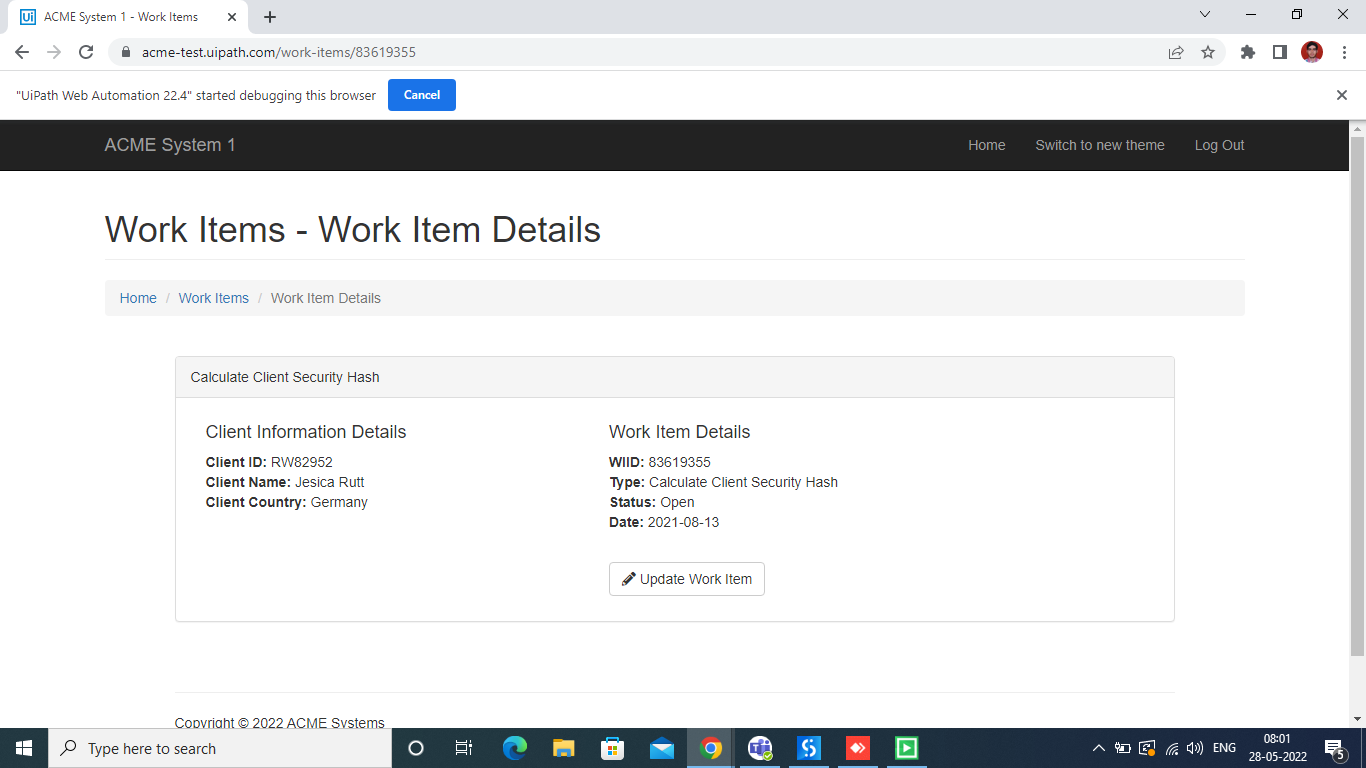 Ui ACME System 1 - Work Items
acme-test.uipath.com/work-items/83619355
"UiPath Web Automation 22.4" started debugging this browser Cancel
ACME System 1 Home Switch to new theme Log Out
Work Items - Work Item Details
Home / Work Items / Work Item Details
Calculate Client Security Hash
Client Information Details
Client ID: RW82952
Client Name: Jesica Rutt
Client Country: Germany
Work Item Details
WIID: 83619355
Type: Calculate Client Security Hash
Status: Open
Date: 2021-08-13
Update Work Item
Copyright © 2022 ACME Systems
Type here to search
ENG
08:01
28-05-2022
5